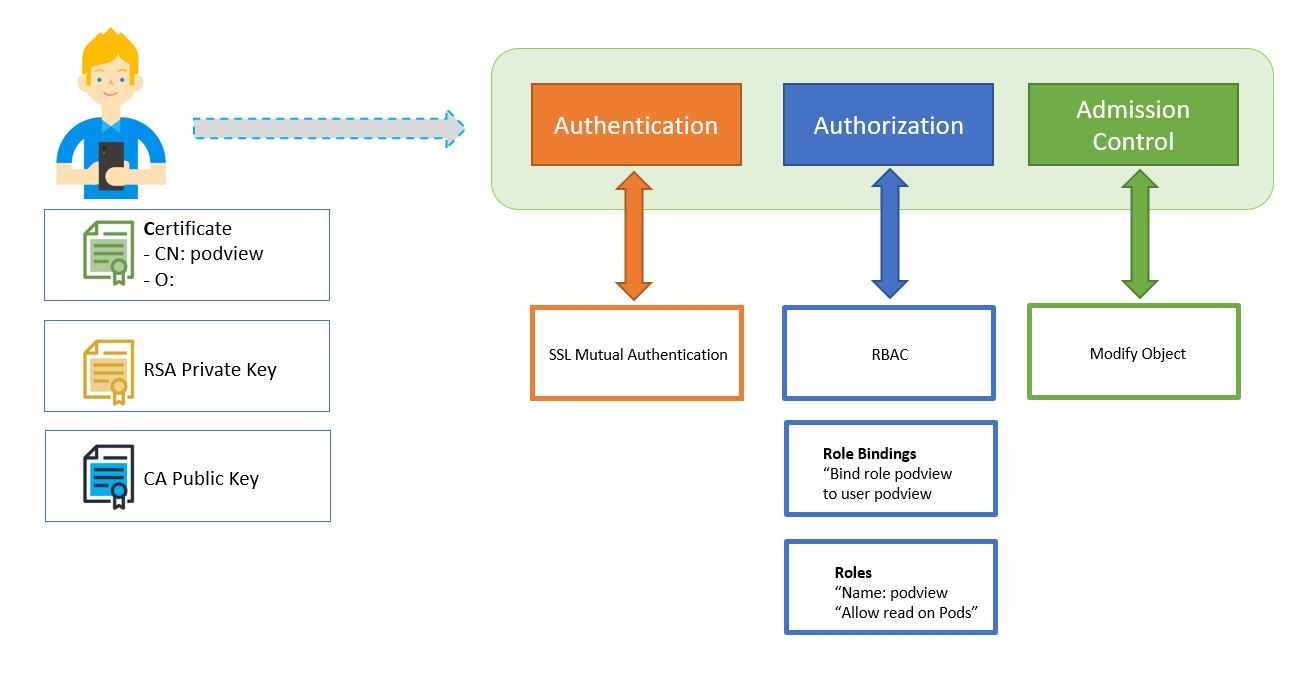 Authentication
Authorization
Admission
Control
Certificate
- CN: podview
- O:
RSA Private Key
CA Public Key
SSL Mutual Authentication
RBAC
Modify Object
Role Bindings
“Bind role podview
to user podview
Roles
“Name: podview
“Allow read on Pods”